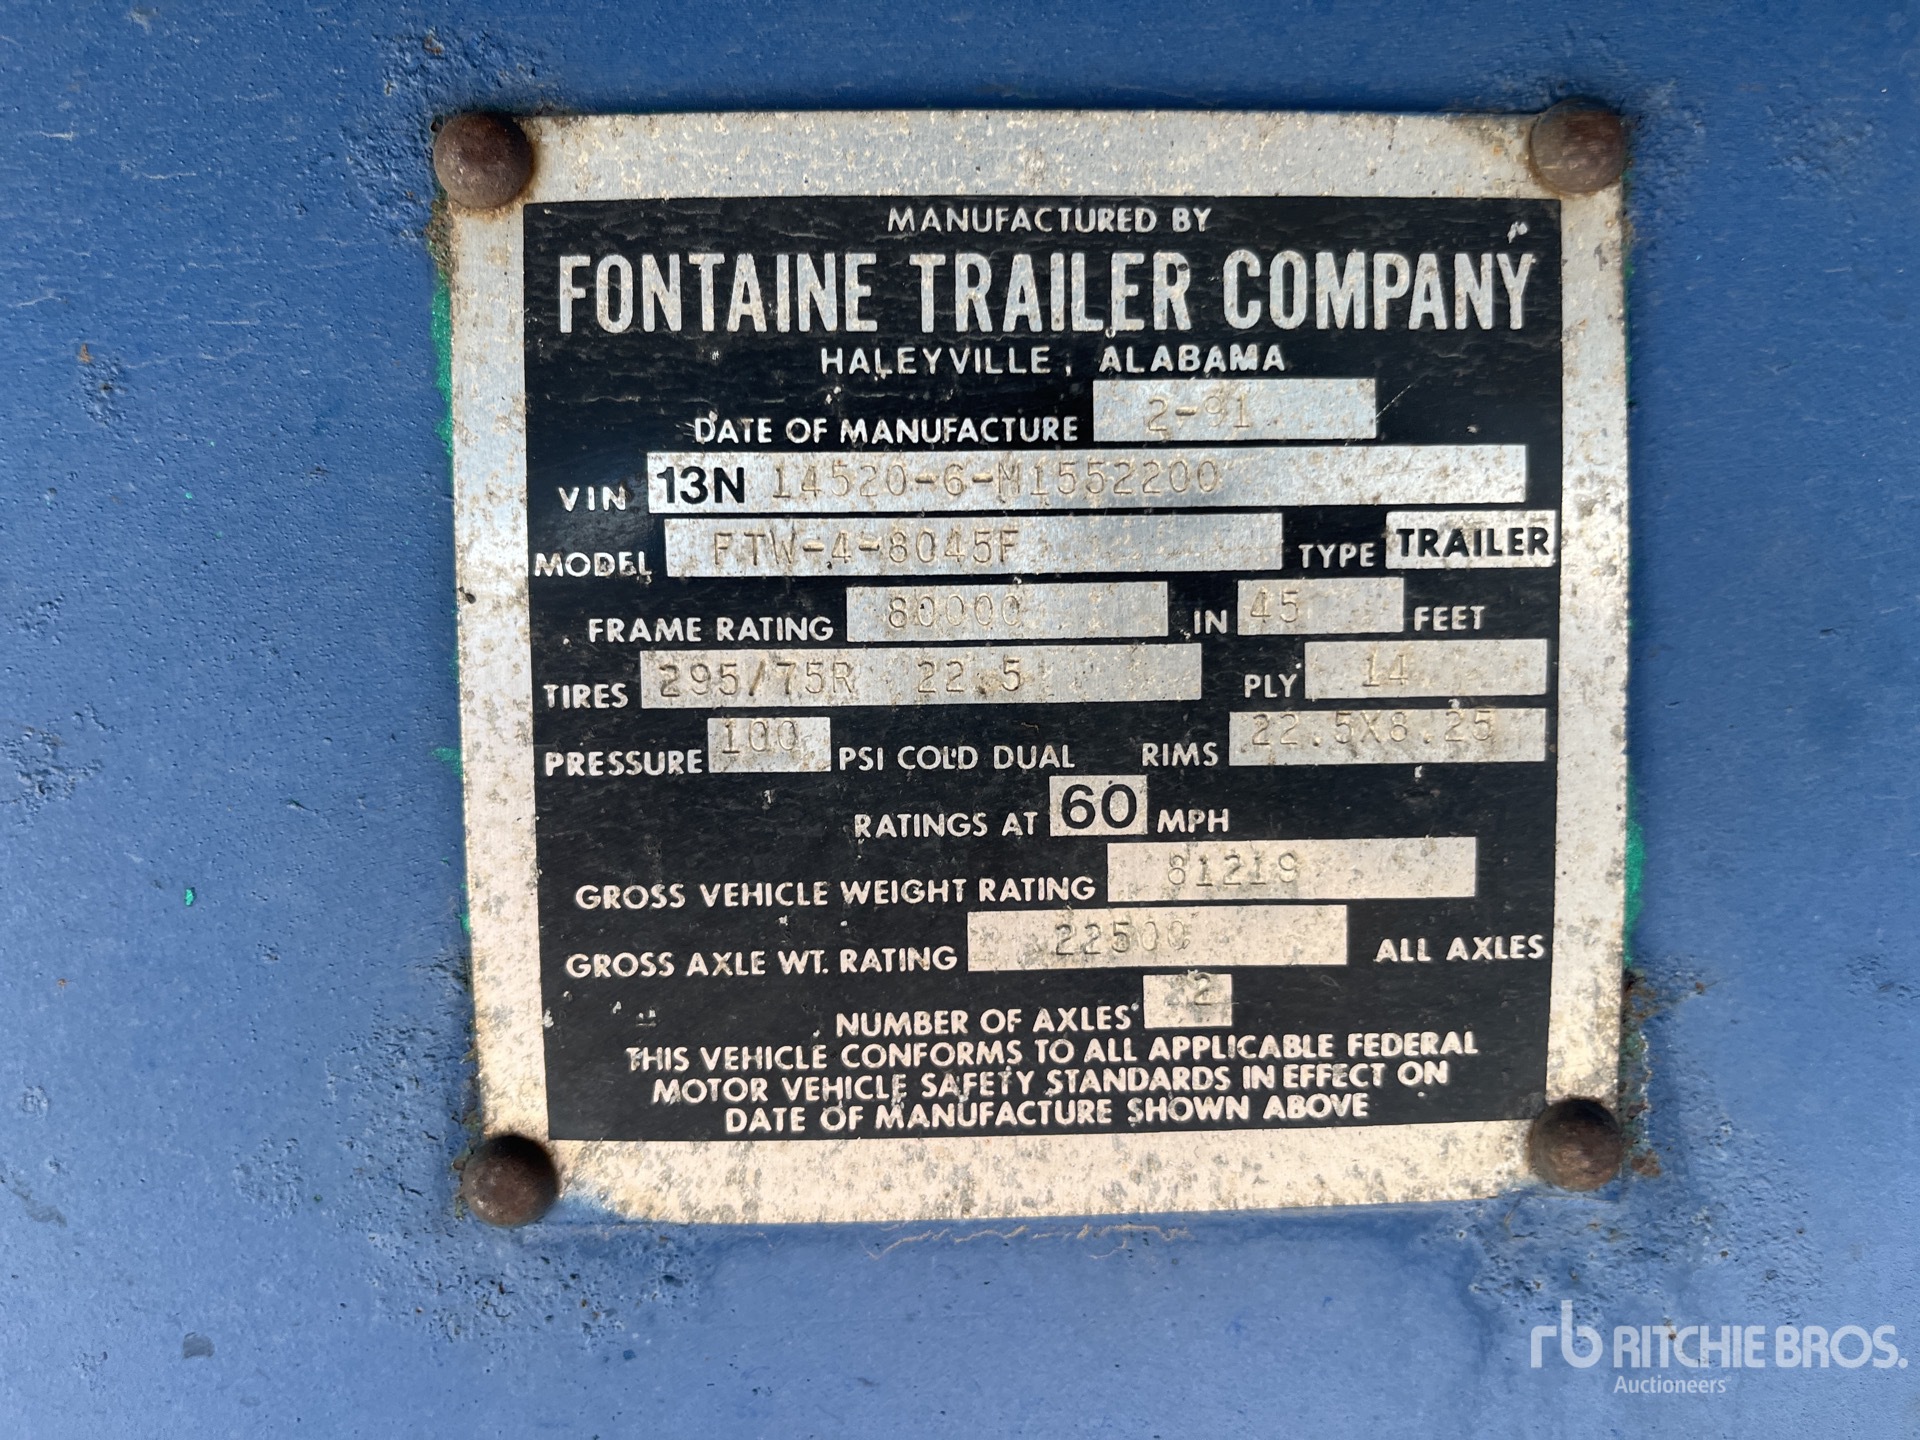 MANUFACTURED BY
FONTAINE TRAILER COMPANY
HALEYVILLE, ALABAMA
DATE OF MANUFACTURE 2-91
VIN 13N 14520-6-M1552200
MODEL FTW-4-8045F TYPE TRAILER
FRAME RATING 80000 IN 45 FEET
TIRES 295/75R 22.5 PLY 14
PRESSURE 100 PSI COLD DUAL RIMS 22.5X8.25
RATINGS AT 60 MPH
GROSS VEHICLE WEIGHT RATING 81219
GROSS AXLE WT. RATING 22500 ALL AXLES
NUMBER OF AXLES 2
THIS VEHICLE CONFORMS TO ALL APPLICABLE FEDERAL
MOTOR VEHICLE SAFETY STANDARDS IN EFFECT ON
DATE OF MANUFACTURE SHOWN ABOVE
rb RITCHIE BROS.
Auctioneers